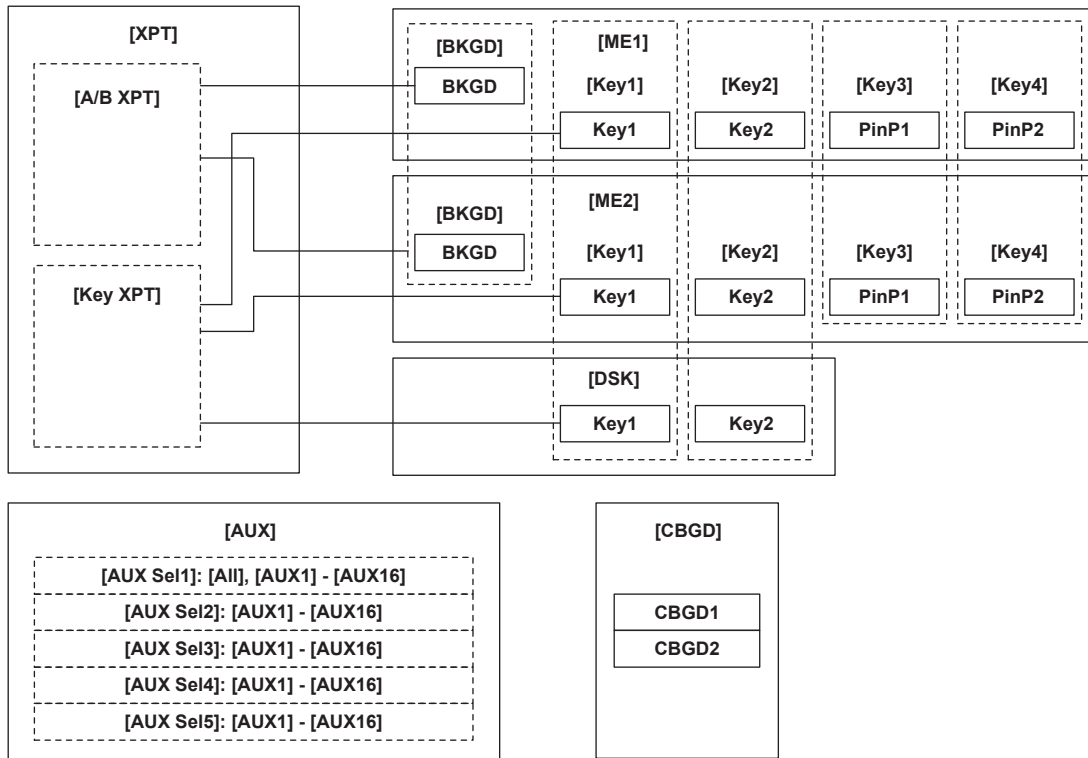 [XPT]
[A/B XPT]
[Key XPT]
[BKGD]
BKGD
[ME1]
[Key1] [Key2] [Key3] [Key4]
Key1 Key2 PinP1 PinP2
[BKGD]
BKGD
[ME2]
[Key1] [Key2] [Key3] [Key4]
Key1 Key2 PinP1 PinP2
[DSK]
Key1 Key2
[AUX]
[AUX Sel1]: [All], [AUX1] - [AUX16]
[AUX Sel2]: [AUX1] - [AUX16]
[AUX Sel3]: [AUX1] - [AUX16]
[AUX Sel4]: [AUX1] - [AUX16]
[AUX Sel5]: [AUX1] - [AUX16]
[CBGD]
CBGD1
CBGD2